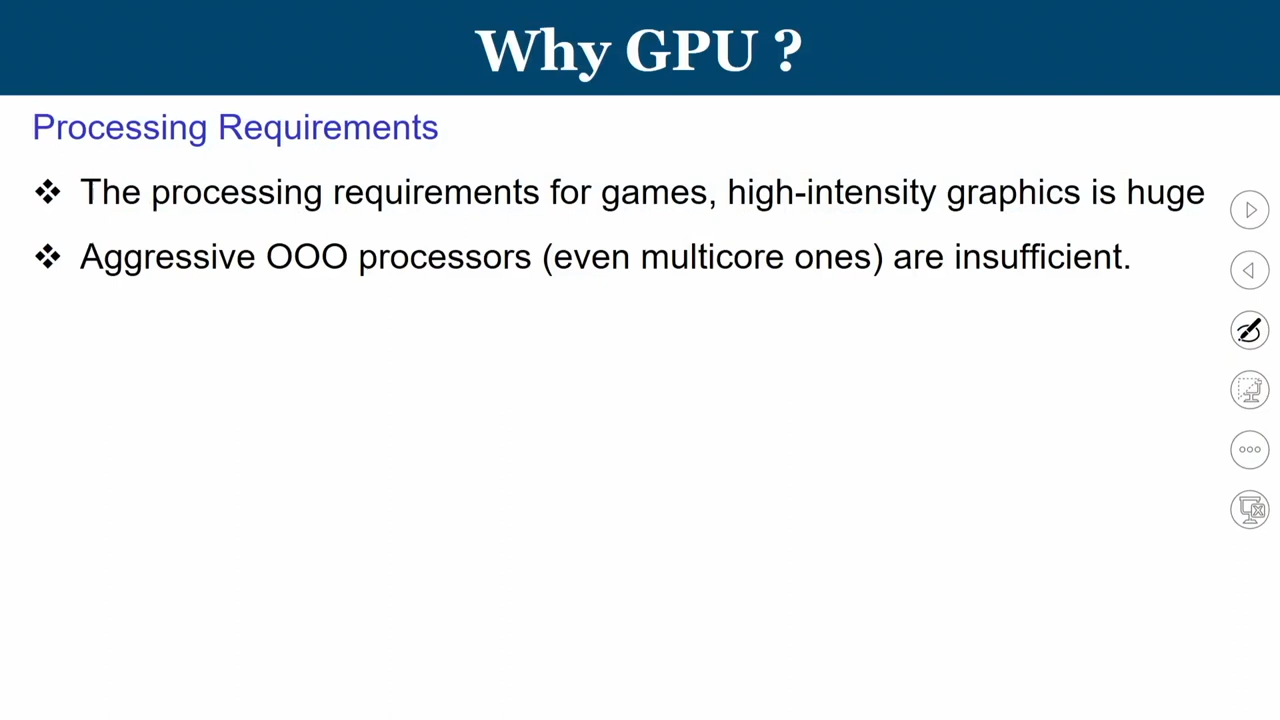 Why GPU ?
Processing Requirements
❖ The processing requirements for games, high-intensity graphics is huge
❖ Aggressive OOO processors (even multicore ones) are insufficient.